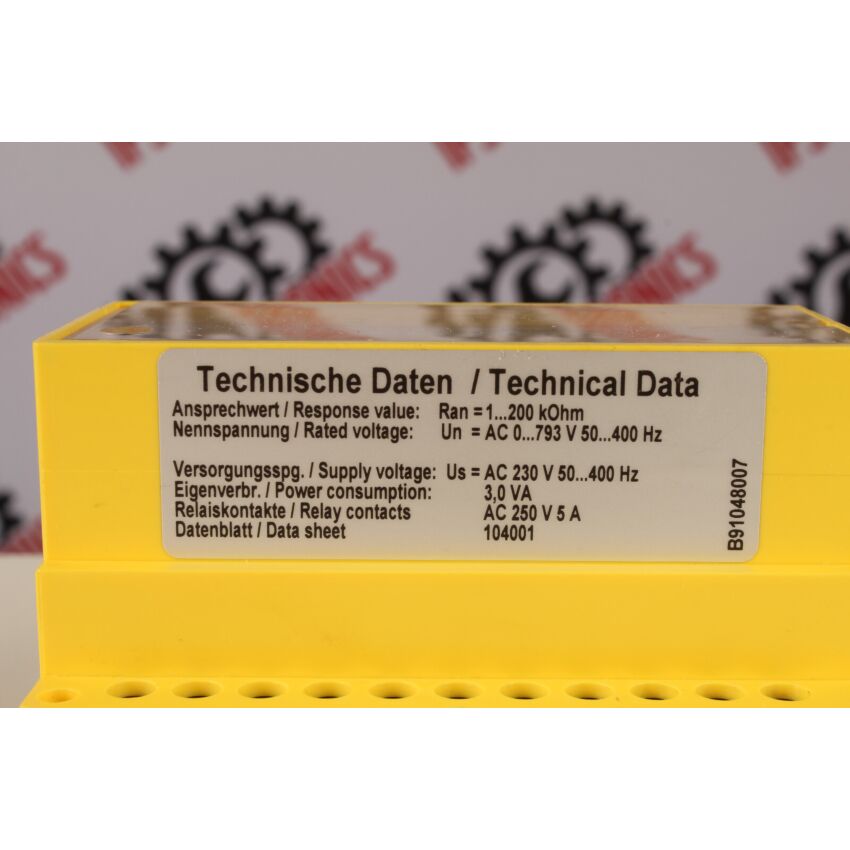 Technische Daten / Technical Data
Ansprechwert / Response value: Ran = 1...200 kOhm
Nennspannung / Rated voltage: Un = AC 0...793 V 50...400 Hz
Versorgungsspg. / Supply voltage: Us = AC 230 V 50...400 Hz
Eigenverbr. / Power consumption: 3,0 VA
Relaiskontakte / Relay contacts AC 250 V 5 A
Datenblatt / Data sheet 104001
B91048007